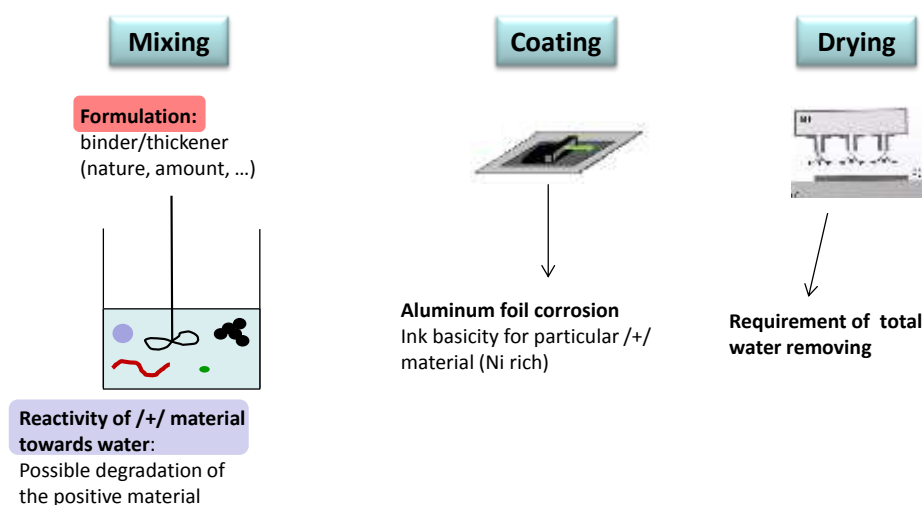 Mixing
Coating
Drying
Formulation:
binder/thickener
(nature, amount, …)
Aluminum foil corrosion
Ink basicity for particular /+/
material (Ni rich)
Requirement of total
water removing
Reactivity of /+/ material
towards water:
Possible degradation of
the positive material